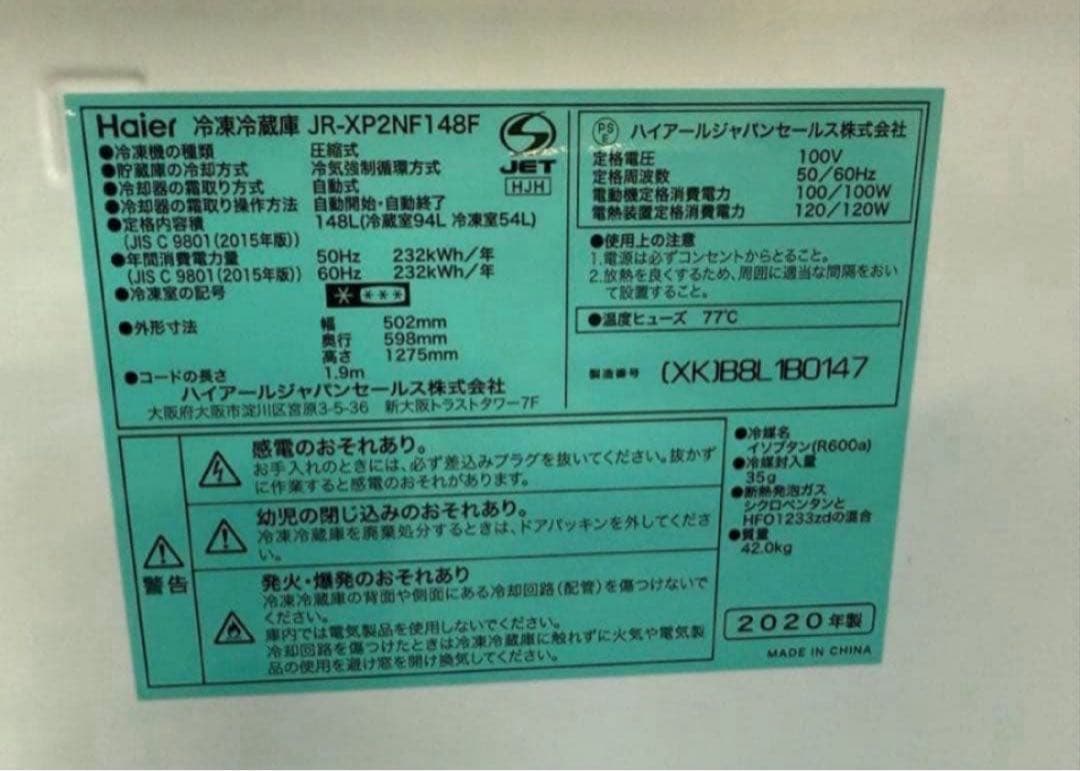 Haier 冷凍冷蔵庫 JR-XP2NF148F
●冷凍機の種類 圧縮式
●貯蔵庫の冷却方式 冷気強制循環方式
●冷却器の霜取り方式 自動式
●冷却器の霜取り操作方法 自動開始・自動終了
●定格内容積 148L(冷蔵室94L 冷凍室54L)
(JIS C 9801(2015年版))
●年間消費電力量 50Hz 232kWh/年
(JIS C 9801(2015年版)) 60Hz 232kWh/年
●冷凍室の記号
●外形寸法 幅 502mm
奥行 598mm
高さ 1275mm
●コードの長さ 1.9m
ハイアールジャパンセールス株式会社
大阪府大阪市淀川区宮原3-5-36 新大阪トラストタワー7F
S
JET
HJH
PS
E
ハイアールジャパンセールス株式会社
定格電圧 100V
定格周波数 50/60Hz
電動機定格消費電力 100/100W
電熱装置定格消費電力 120/120W
●使用上の注意
1.電源は必ずコンセントからとること。
2.放熱を良くするため、周囲に適当な間隔をおい
て設置すること。
●温度ヒューズ 77℃
製造番号 (XK)B8L1B0147
警告
感電のおそれあり。
お手入れのときには、必ず差込みプラグを抜いてください。抜かず
に作業すると感電のおそれがあります。
幼児の閉じ込みのおそれあり。
冷凍冷蔵庫を廃棄処分するときは、ドアパッキンを外してくださ
い。
発火・爆発のおそれあり
冷凍冷蔵庫の背面や側面にある冷却回路(配管)を傷つけないで
ください。
庫内では電気製品を使用しないでください。
冷却回路を傷つけたときは冷凍冷蔵庫に触れずに火気や電気製
品の使用を避け窓を開け換気してください。
●冷媒名
イソブタン(R600a)
●冷媒封入量
35g
●断熱発泡ガス
シクロペンタンと
HFO1233zdの混合
●質量
42.0kg
2020年製
MADE IN CHINA